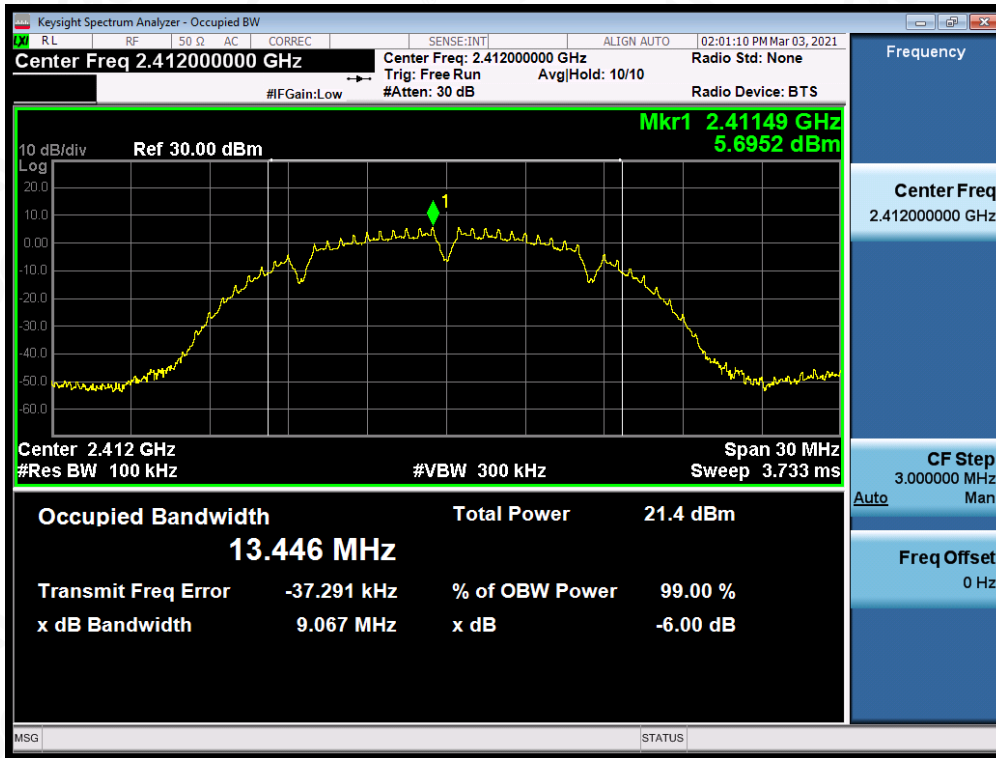 Keysight Spectrum Analyzer - Occupied BW
LXI RL RF 50 Ω AC CORREC SENSE:INT ALIGN AUTO 02:01:10 PM Mar 03, 2021
Center Freq 2.412000000 GHz
Center Freq: 2.412000000 GHz Radio Std: None
Trig: Free Run Avg|Hold: 10/10
#IFGain:Low #Atten: 30 dB Radio Device: BTS
Frequency
Mkr1 2.41149 GHz
5.6952 dBm
10 dB/div Ref 30.00 dBm
Log
20.0
10.0
0.00
-10.0
-20.0
-30.0
-40.0
-50.0
-60.0
1
Center 2.412 GHz Span 30 MHz
#Res BW 100 kHz #VBW 300 kHz Sweep 3.733 ms
Occupied Bandwidth Total Power 21.4 dBm
13.446 MHz
Transmit Freq Error -37.291 kHz % of OBW Power 99.00 %
x dB Bandwidth 9.067 MHz x dB -6.00 dB
Center Freq
2.412000000 GHz
CF Step
3.000000 MHz
Auto Man
Freq Offset
0 Hz
MSG STATUS